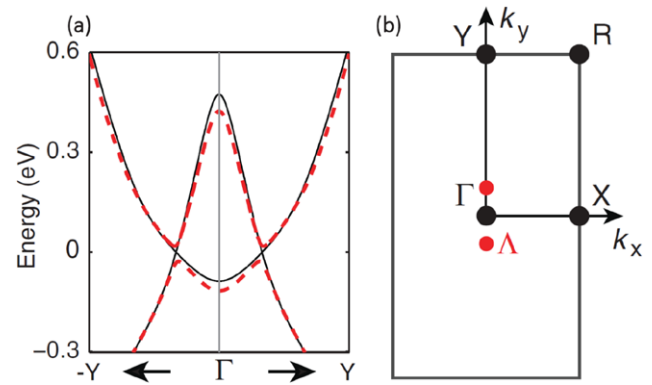 (a)
0.6
0.3
0
−0.3
Energy (eV)
-Y
Γ
Y
(b)
Y
k_y
R
Γ
X
Λ
k_x